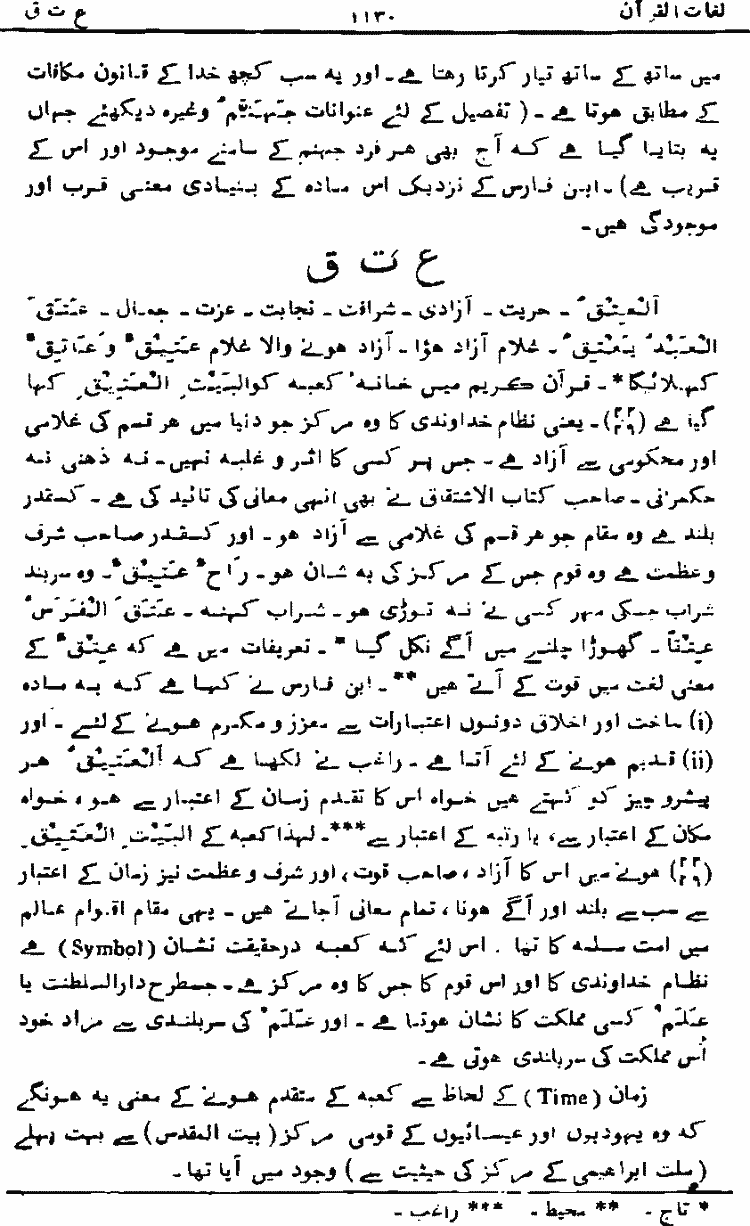 لغات القرآن ۱۱۳۰ ع ت ق
میں ساتھ کے ساتھ تیار کرتا رہتا ہے۔ اور یہ سب کچھ خدا کے قانون مکافات
کے مطابق ہوتا ہے۔ (تفصیل کے لئے عنوانات جَہَنَّمُ وغیرہ دیکھئے جہاں
یہ بتایا گیا ہے کہ آج بھی ہر فرد جہنم کے سامنے موجود اور اس کے
قریب ہے)۔ ابن فارس کے نزدیک اس مادہ کے بنیادی معنی قرب اور
موجودگی ہیں۔
ع ت ق
اَلْعِتْقُ۔ حریت۔ آزادی۔ شرافت۔ نجابت۔ عزت۔ جمال۔ عَتَقَ
الْعَبْدُ یَعْتِقُ۔ غلام آزاد ہؤا۔ آزاد ہونے والا غلام عَتِیْقٌ وَ عَاتِقٌ
کہلائیگا*۔ قرآن کریم میں خانہٴ کعبہ کو الْبَیْتِ الْعَتِیْقِ کہا
گیا ہے (۲۲/۲۹)۔ یعنی نظام خداوندی کا وہ مرکز جو دنیا میں ہر قسم کی غلامی
اور محکومی سے آزاد ہے۔ جس پر کسی کا اثر و غلبہ نہیں۔ نہ ذھنی نہ
حکمرانی۔ صاحب کتاب الاشتقاق نے بھی انہی معانی کی تائید کی ہے۔ کسقدر
بلند ہے وہ مقام جو ہر قسم کی غلامی سے آزاد ہو۔ اور کسقدر صاحب شرف
و عظمت ہے وہ قوم جس کے مرکز کی یہ شان ہو۔ رَاحٌ عَتِیْقٌ۔ وہ سربند
شراب جسکی مہر کسی نے نہ توڑی ہو۔ شراب کہنہ۔ عَتَقَ الْفَرَسُ
عِتْقًا۔ گھوڑا چلنے میں آگے نکل گیا*۔ تعریفات میں ہے کہ عِتْقٌ کے
معنی لغت میں قوت کے آتے ہیں**۔ ابن فارس نے کہا ہے کہ یہ مادہ
(i) ساخت اور اخلاق دونوں اعتبارات سے معزز و مکرم ہونے کے لئے۔ اور
(ii) قدیم ہونے کے لئے آتا ہے۔ راغب نے لکھا ہے کہ اَلْعَتِیْقُ ہر
پیشرو چیز کو کہتے ہیں خواہ اس کا تقدم زمان کے اعتبار سے ہو، خواہ
مکان کے اعتبار سے، یا رتبہ کے اعتبار سے***۔ لہذا کعبہ کے الْبَیْتِ الْعَتِیْقِ
(۲۲/۲۹) ہونے میں اس کا آزاد، صاحب قوت، اور شرف و عظمت نیز زمان کے اعتبار
سے سب سے بلند اور آگے ہونا، تمام معانی آجاتے ہیں۔ یہی مقام اقوام عالم
میں امت مسلمہ کا تھا۔ اس لئے کہ کعبہ درحقیقت نشان (Symbol) ہے
نظام خداوندی کا اور اس قوم کا جس کا وہ مرکز ہے۔ جسطرح دارالسلطنت یا
عَلَمْ کسی مملکت کا نشان ہوتا ہے۔ اور عَلَمْ کی سربلندی سے مراد خود
اُس مملکت کی سربلندی ہوتی ہے۔
زمان (Time) کے لحاظ سے کعبہ کے متقدم ہونے کے معنی یہ ہونگے
کہ وہ یہودیوں اور عیسائیوں کے قومی مرکز (بیت المقدس) سے بہت پہلے
(ملت ابراہیمی کے مرکز کی حیثیت سے) وجود میں آیا تھا۔
* تاج۔ ** محیط۔ *** راغب۔